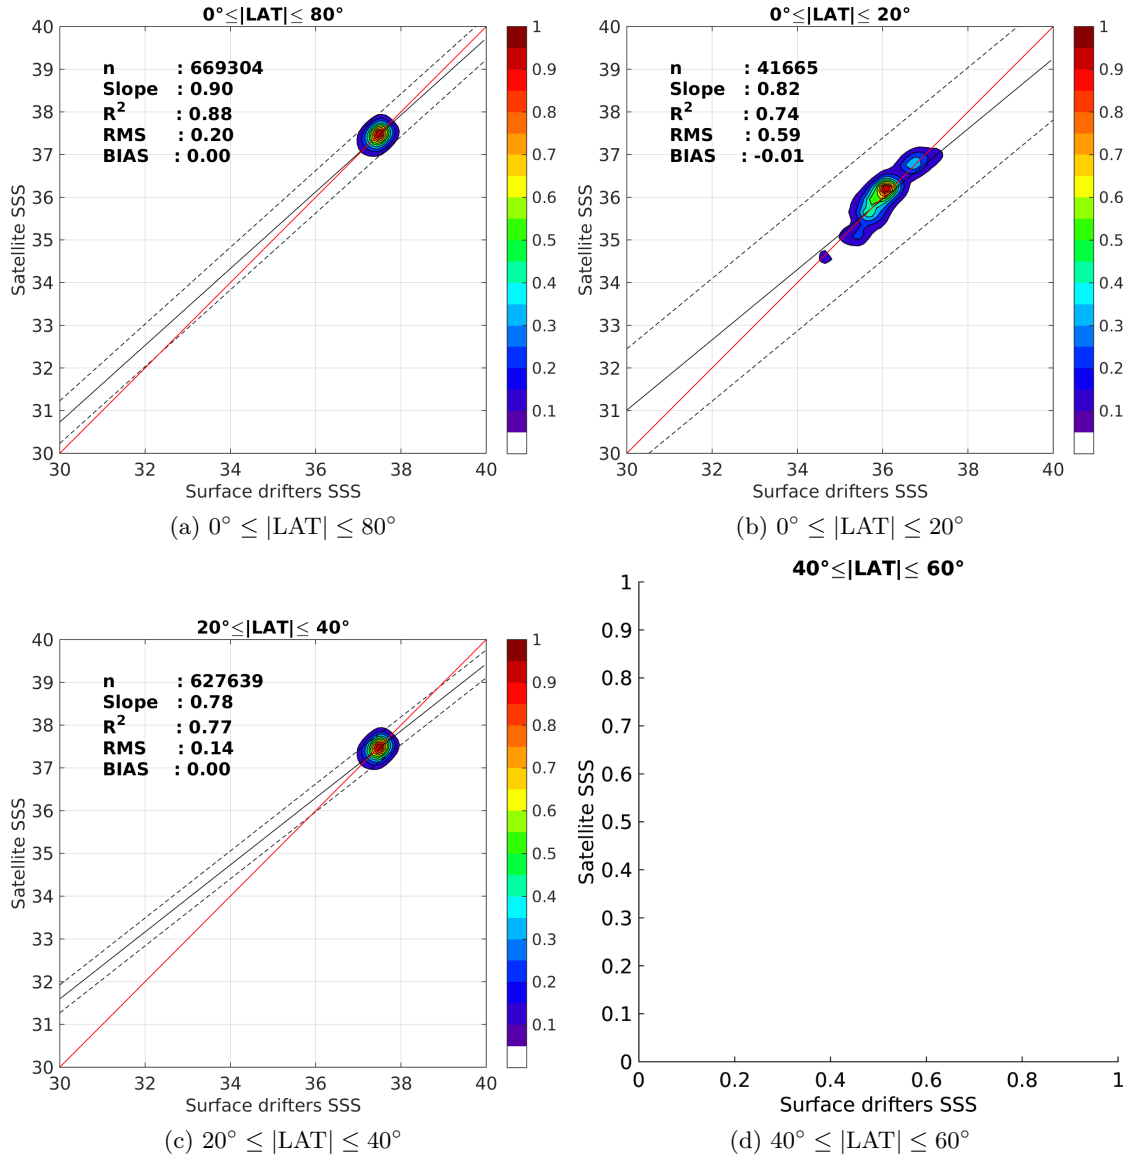 0°≤|LAT|≤ 80°
40
39
38
37
36
35
34
33
32
31
30
Satellite SSS
n : 669304
Slope : 0.90
R2 : 0.88
RMS : 0.20
BIAS : 0.00
30 32 34 36 38 40
Surface drifters SSS
1
0.9
0.8
0.7
0.6
0.5
0.4
0.3
0.2
0.1
(a) 0° ≤ |LAT| ≤ 80°
0°≤|LAT|≤ 20°
40
39
38
37
36
35
34
33
32
31
30
Satellite SSS
n : 41665
Slope : 0.82
R2 : 0.74
RMS : 0.59
BIAS : -0.01
30 32 34 36 38 40
Surface drifters SSS
1
0.9
0.8
0.7
0.6
0.5
0.4
0.3
0.2
0.1
(b) 0° ≤ |LAT| ≤ 20°
20°≤|LAT|≤ 40°
40
39
38
37
36
35
34
33
32
31
30
Satellite SSS
n : 627639
Slope : 0.78
R2 : 0.77
RMS : 0.14
BIAS : 0.00
30 32 34 36 38 40
Surface drifters SSS
1
0.9
0.8
0.7
0.6
0.5
0.4
0.3
0.2
0.1
(c) 20° ≤ |LAT| ≤ 40°
40°≤|LAT|≤ 60°
1
0.9
0.8
0.7
0.6
0.5
0.4
0.3
0.2
0.1
0
Satellite SSS
0 0.2 0.4 0.6 0.8 1
Surface drifters SSS
(d) 40° ≤ |LAT| ≤ 60°